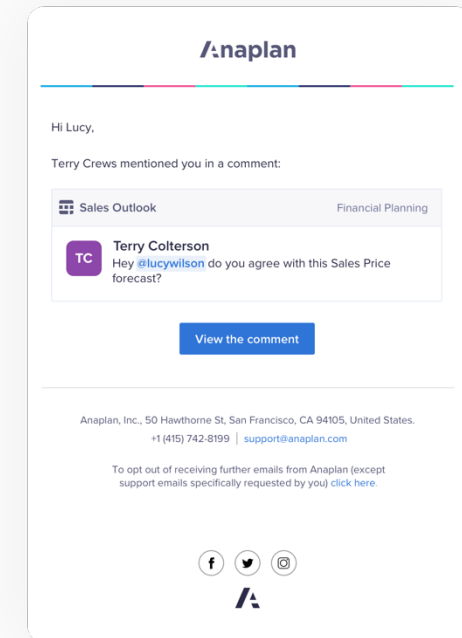 Anaplan
Hi Lucy,
Terry Crews mentioned you in a comment:
Sales Outlook
Financial Planning
TC
Terry Colterson
Hey @lucywilson do you agree with this Sales Price
forecast?
View the comment
Anaplan, Inc., 50 Hawthorne St, San Francisco, CA 94105, United States.
+1 (415) 742-8199 | support@anaplan.com
To opt out of receiving further emails from Anaplan (except
support emails specifically requested by you) click here.